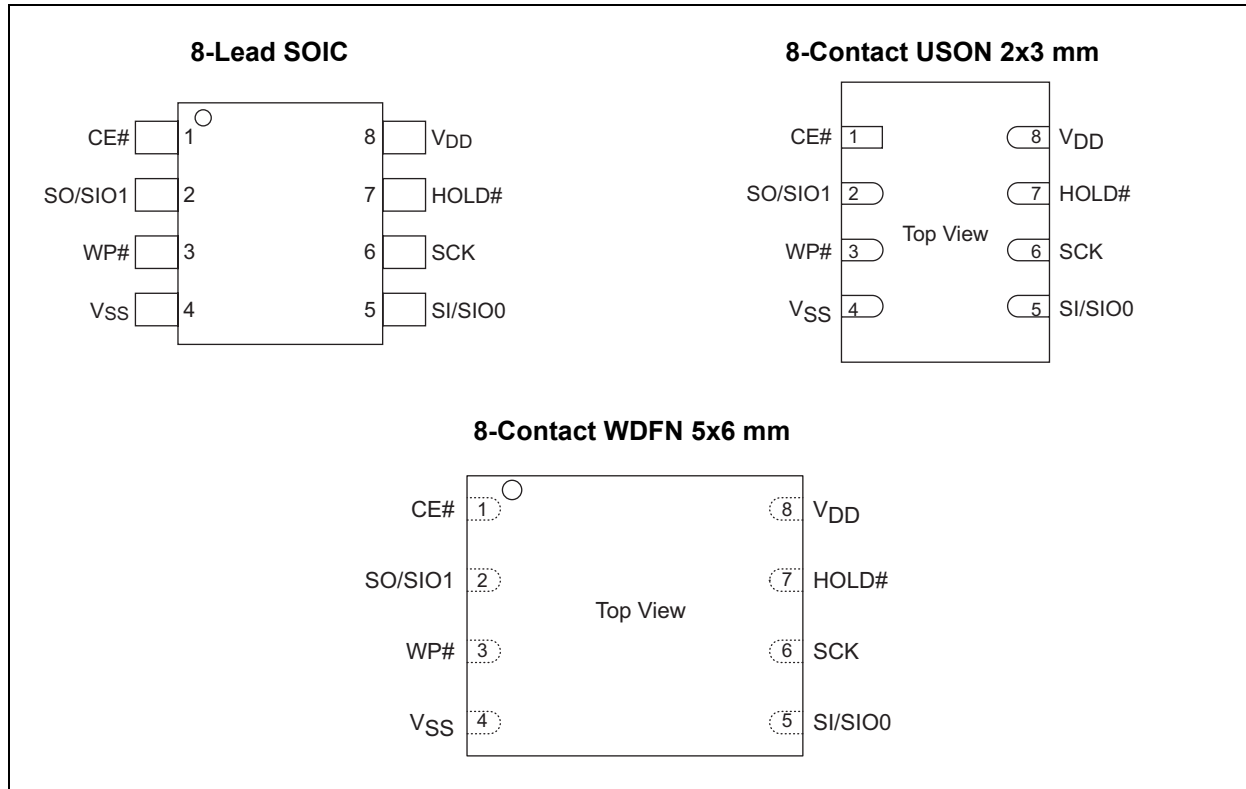 8-Lead SOIC
CE# 1 8 VDD
SO/SIO1 2 7 HOLD#
WP# 3 6 SCK
VSS 4 5 SI/SIO0
8-Contact USON 2x3 mm
CE# 1 8 VDD
SO/SIO1 2 7 HOLD#
Top View
WP# 3 6 SCK
VSS 4 5 SI/SIO0
8-Contact WDFN 5x6 mm
CE# 1 8 VDD
SO/SIO1 2 7 HOLD#
Top View
WP# 3 6 SCK
VSS 4 5 SI/SIO0